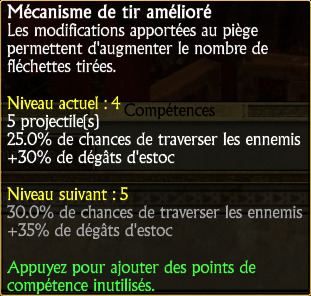 Mécanisme de tir amélioré
Les modifications apportées au piège
permettent d'augmenter le nombre de
fléchettes tirées.
Niveau actuel : 4
Compétences
5 projectile(s)
25.0% de chances de traverser les ennemis
+30% de dégâts d'estoc
Niveau suivant : 5
30.0% de chances de traverser les ennemis
+35% de dégâts d'estoc
Appuyez pour ajouter des points de
compétence inutilisés.